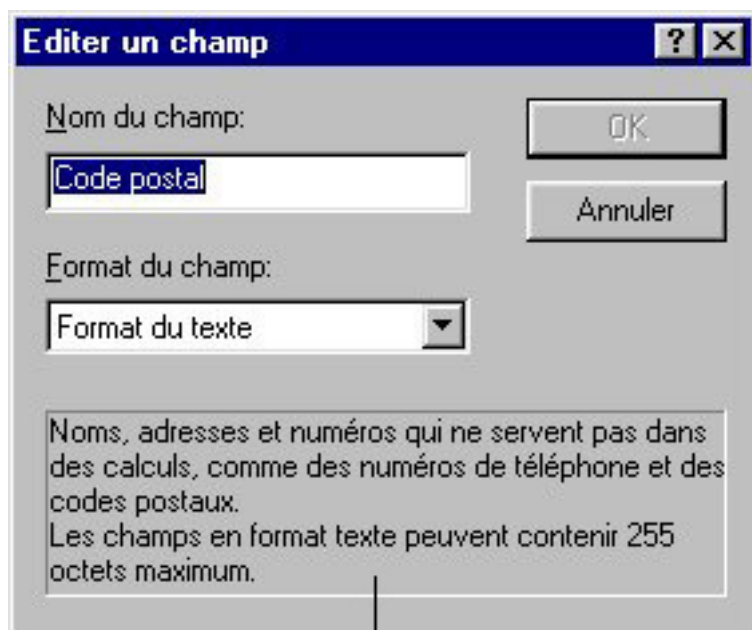 Editer un champ
Nom du champ:
OK
Code postal
Annuler
Format du champ:
Format du texte
Noms, adresses et numéros qui ne servent pas dans
des calculs, comme des numéros de téléphone et des
codes postaux.
Les champs en format texte peuvent contenir 255
octets maximum.